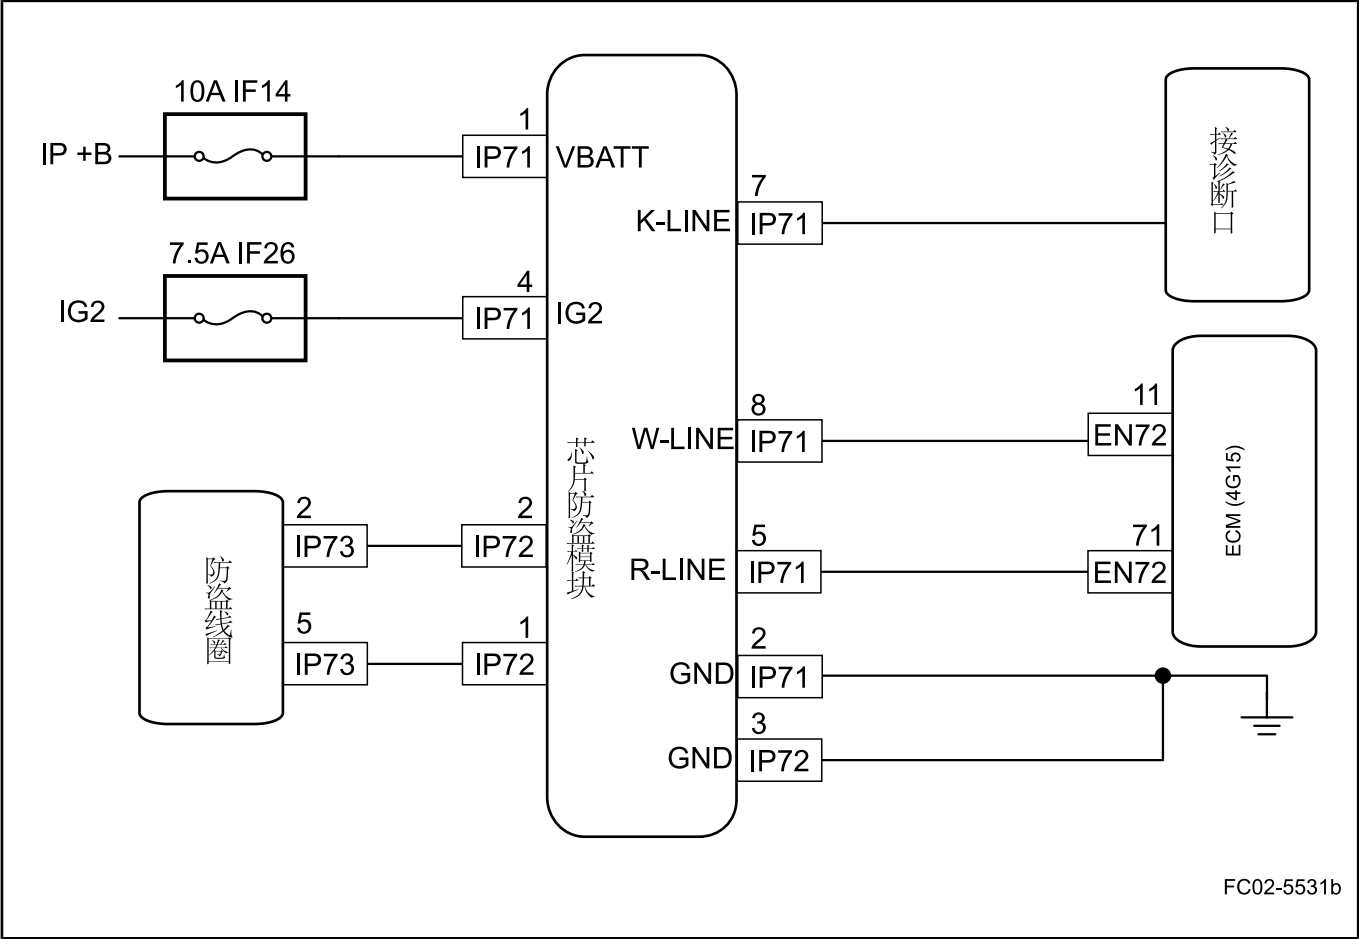 10A IF14
IP +B
1
IP71
VBATT
7.5A IF26
IG2
4
IP71
IG2
防盗线圈
2
IP73
2
IP72
5
IP73
1
IP72
芯片防盗模块
K-LINE
7
IP71
接诊断口
W-LINE
8
IP71
11
EN72
R-LINE
5
IP71
71
EN72
ECM (4G15)
GND
2
IP71
GND
3
IP72
FC02-5531b